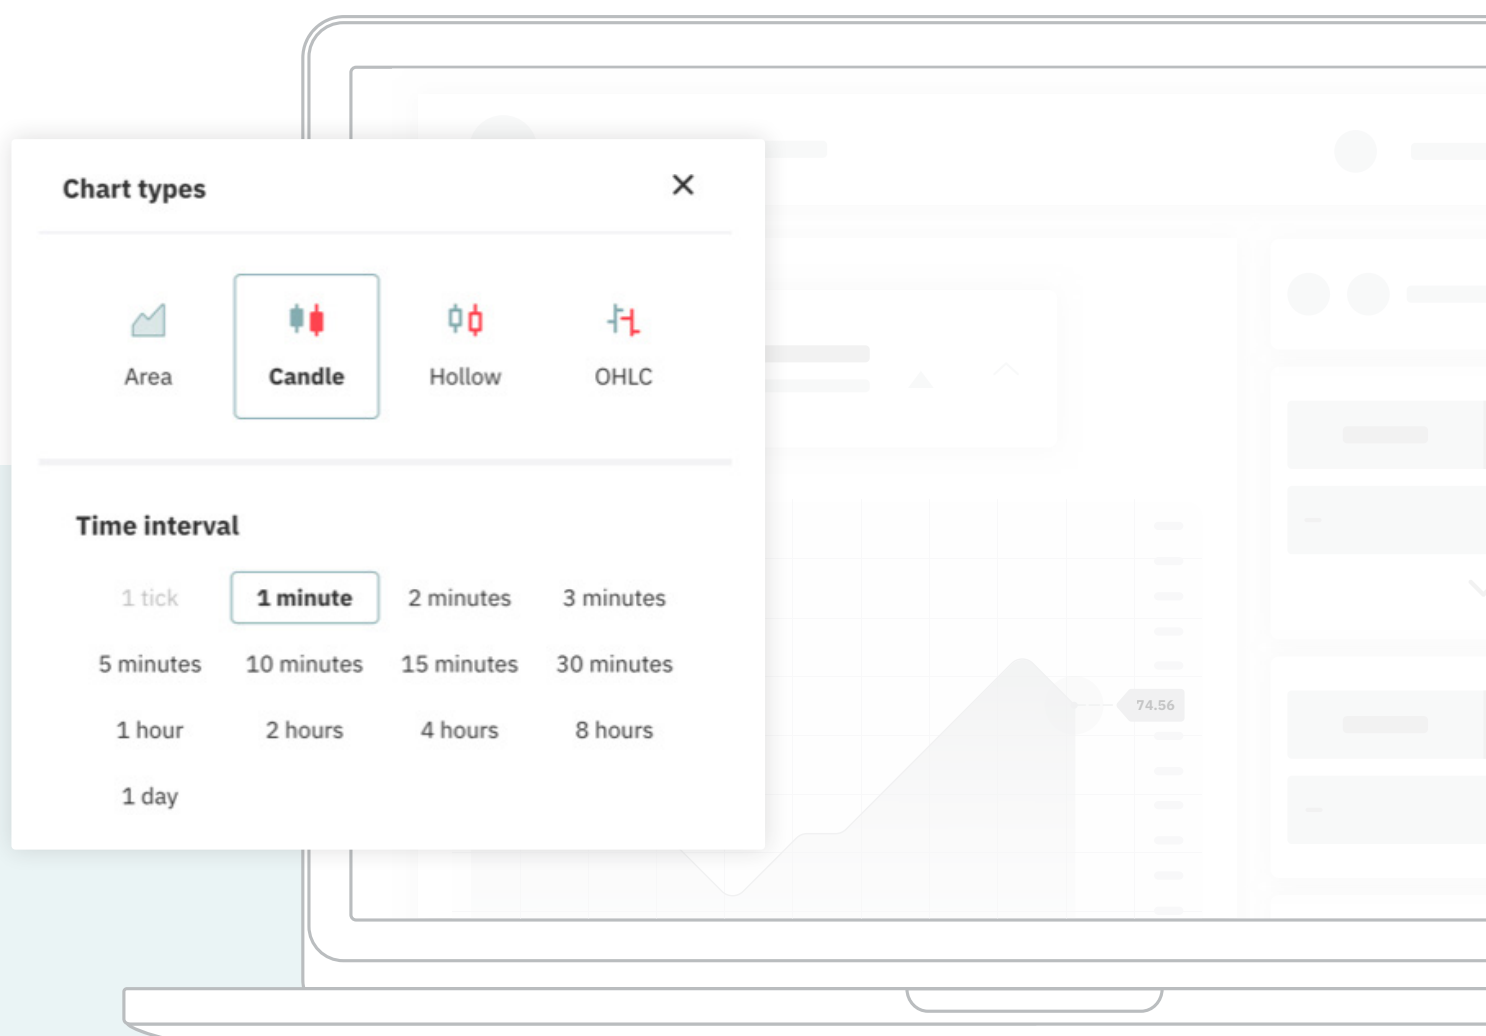 Chart types
Area Candle Hollow OHLC
Time interval
1 tick 1 minute 2 minutes 3 minutes
5 minutes 10 minutes 15 minutes 30 minutes
1 hour 2 hours 4 hours 8 hours
1 day
74.56